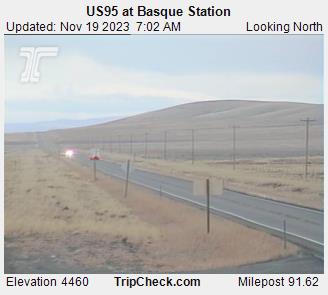 US95 at Basque Station
Updated: Nov 19 2023 7:02 AM Looking North
Elevation 4460 TripCheck.com Milepost 91.62